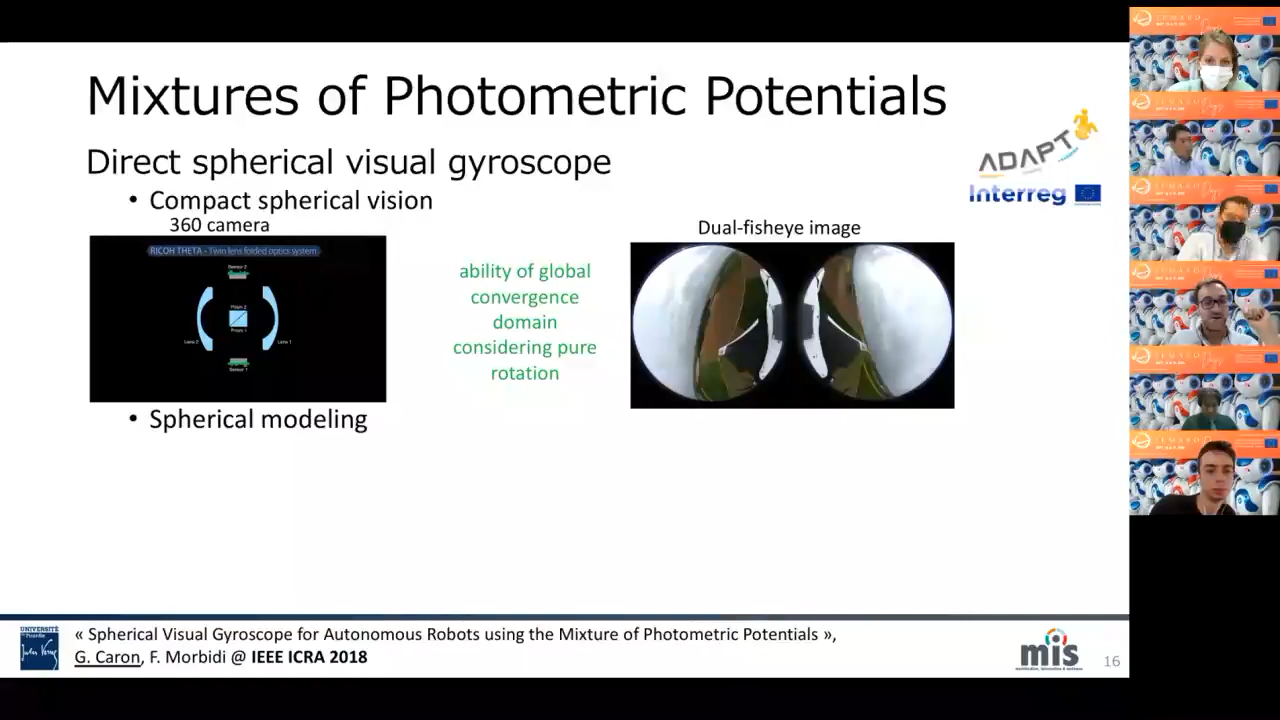 Mixtures of Photometric Potentials
Direct spherical visual gyroscope
• Compact spherical vision
360 camera
RICOH THETA - Twin lens folded optics system
Sensor 2
Prism 2
Prism 1
Lens 2
Lens 1
Sensor 1
ability of global
convergence
domain
considering pure
rotation
Dual-fisheye image
ADAPT
Interreg
• Spherical modeling
« Spherical Visual Gyroscope for Autonomous Robots using the Mixture of Photometric Potentials »,
G. Caron, F. Morbidi @ IEEE ICRA 2018
UNIVERSITÉ
de Picardie
Jules Verne
mis
16